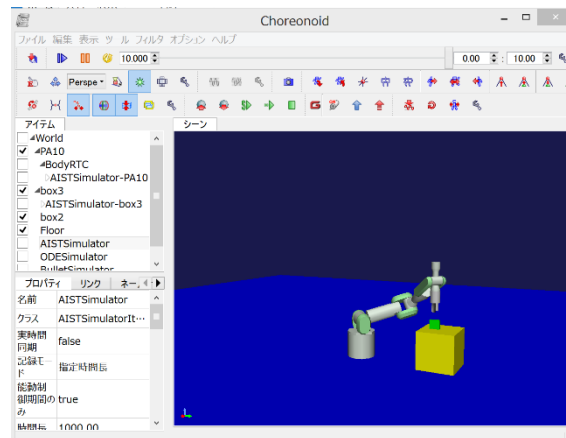 Choreonoid
ファイル 編集 表示 ツール フィルタ オプション ヘルプ
10.000 0.00 : 10.00
Perspe
アイテム シーン
World
PA10
BodyRTC
AISTSimulator-PA10
box3
AISTSimulator-box3
box2
Floor
AISTSimulator
ODESimulator
BulletSimulator
プロパティ リンク ネー.
名前 AISTSimulator
クラス AISTSimulatorIt…
実時間同期 false
記録モード 指定時間長
能動制御期間のみ true
時間長 1000.00